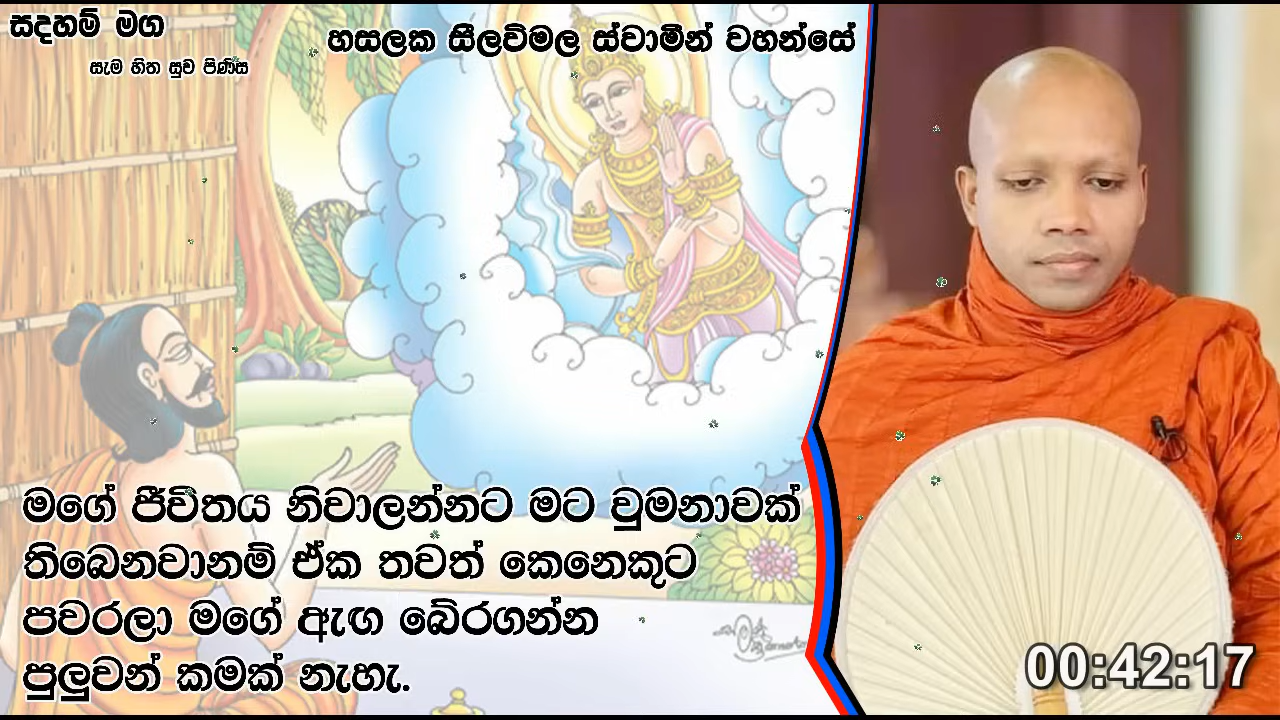 සදහම් මග
සැම හිත සුව පිණිස
හසලක සීලවිමල ස්වාමීන් වහන්සේ
මගේ ජීවිතය නිවාලන්නට මට වුමනාවක්
තිබෙනවානම් ඒක තවත් කෙනෙකුට
පවරලා මගේ ඇඟ බේරගන්න
පුලුවන් කමක් නැහැ.
00:42:17